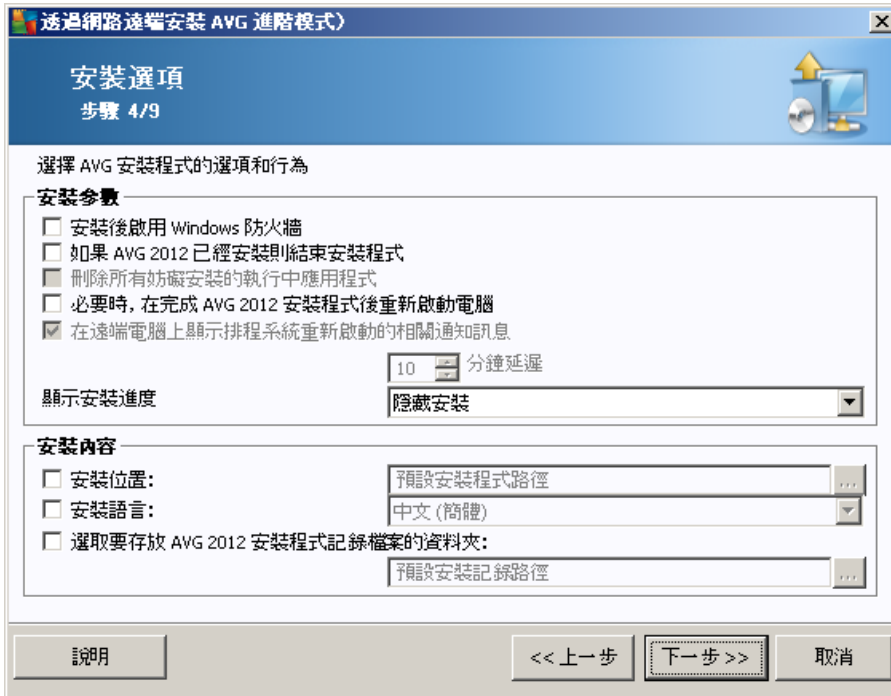 透過網路遠端安裝 AVG 進階模式)
安裝選項
步驟 4/9
選擇 AVG 安裝程式的選項和行為
安裝參數
安裝後啟用 Windows 防火牆
如果 AVG 2012 已經安裝則結束安裝程式
刪除所有妨礙安裝的執行中應用程式
必要時, 在完成 AVG 2012 安裝程式後重新啟動電腦
在遠端電腦上顯示排程系統重新啟動的相關通知訊息
10 分鐘延遲
顯示安裝進度 隱藏安裝
安裝內容
安裝位置: 預設安裝程式路徑 ...
安裝語言: 中文 (簡體)
選取要存放 AVG 2012 安裝程式記錄檔案的資料夾:
預設安裝記錄路徑 ...
說明 << 上一步 下一步 >> 取消